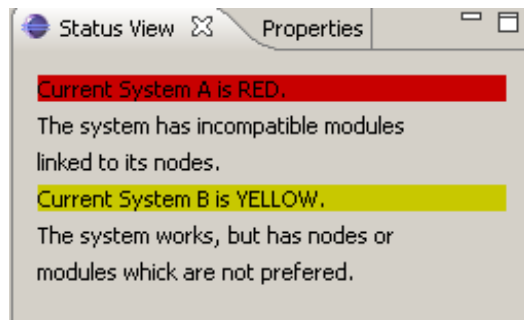 Status View Properties
Current System A is RED.
The system has incompatible modules
linked to its nodes.
Current System B is YELLOW.
The system works, but has nodes or
modules whick are not prefered.